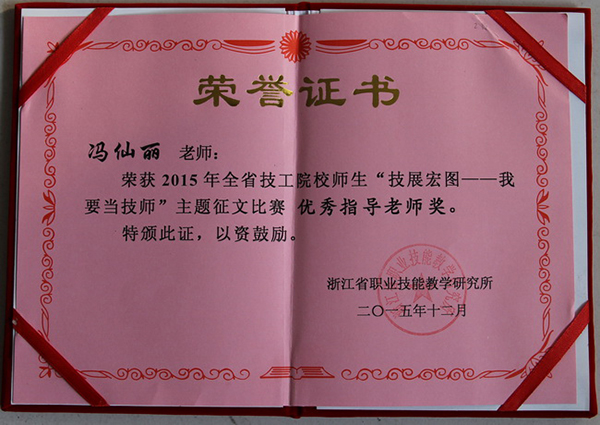 荣誉证书
冯仙丽 老师：
荣获2015年全省技工院校师生“技展宏图——我
要当技师”主题征文比赛 优秀指导老师奖。
特颁此证，以资鼓励。
浙江省职业技能教学研究所
二〇一五年十二月